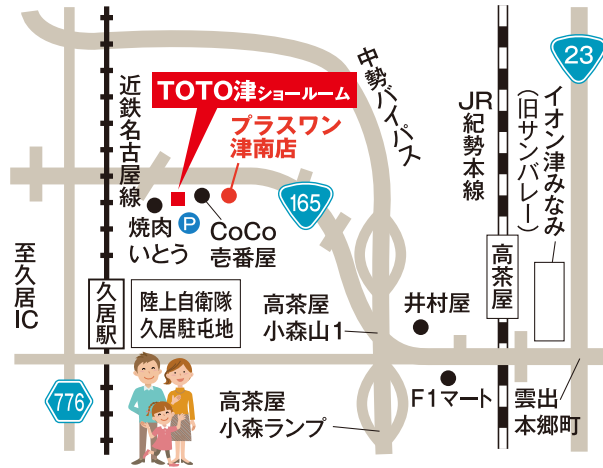 23
中勢バイパス
近鉄名古屋線
TOTO津ショールーム
プラスワン
津南店
JR紀勢本線
イオン津みなみ
(旧サンバレー)
165
焼肉
いとう
P
CoCo
壱番屋
至久居IC
久居駅
陸上自衛隊
久居駐屯地
高茶屋
小森山1
井村屋
高茶屋
776
高茶屋
小森ランプ
F1マート
雲出
本郷町